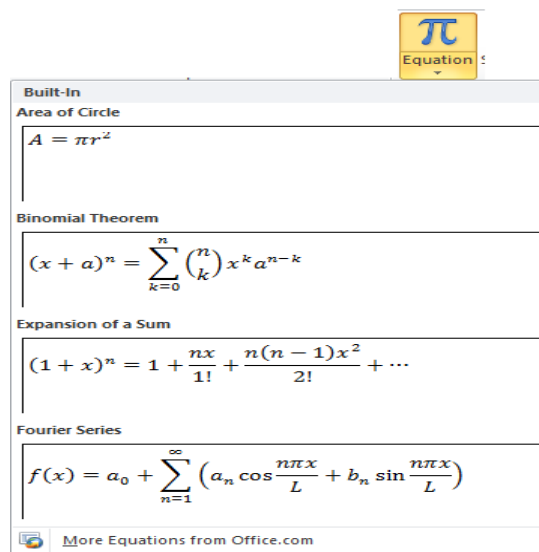 π
Equation
Built-In
Area of Circle
A = πr²
Binomial Theorem
(x + a)ⁿ = ∑ₖ₌₀ⁿ (n k) xᵏaⁿ⁻ᵏ
Expansion of a Sum
(1 + x)ⁿ = 1 + nx/1! + n(n − 1)x²/2! + ⋯
Fourier Series
f(x) = a₀ + ∑ₙ₌₁^∞ (aₙ cos nπx/L + bₙ sin nπx/L)
More Equations from Office.com